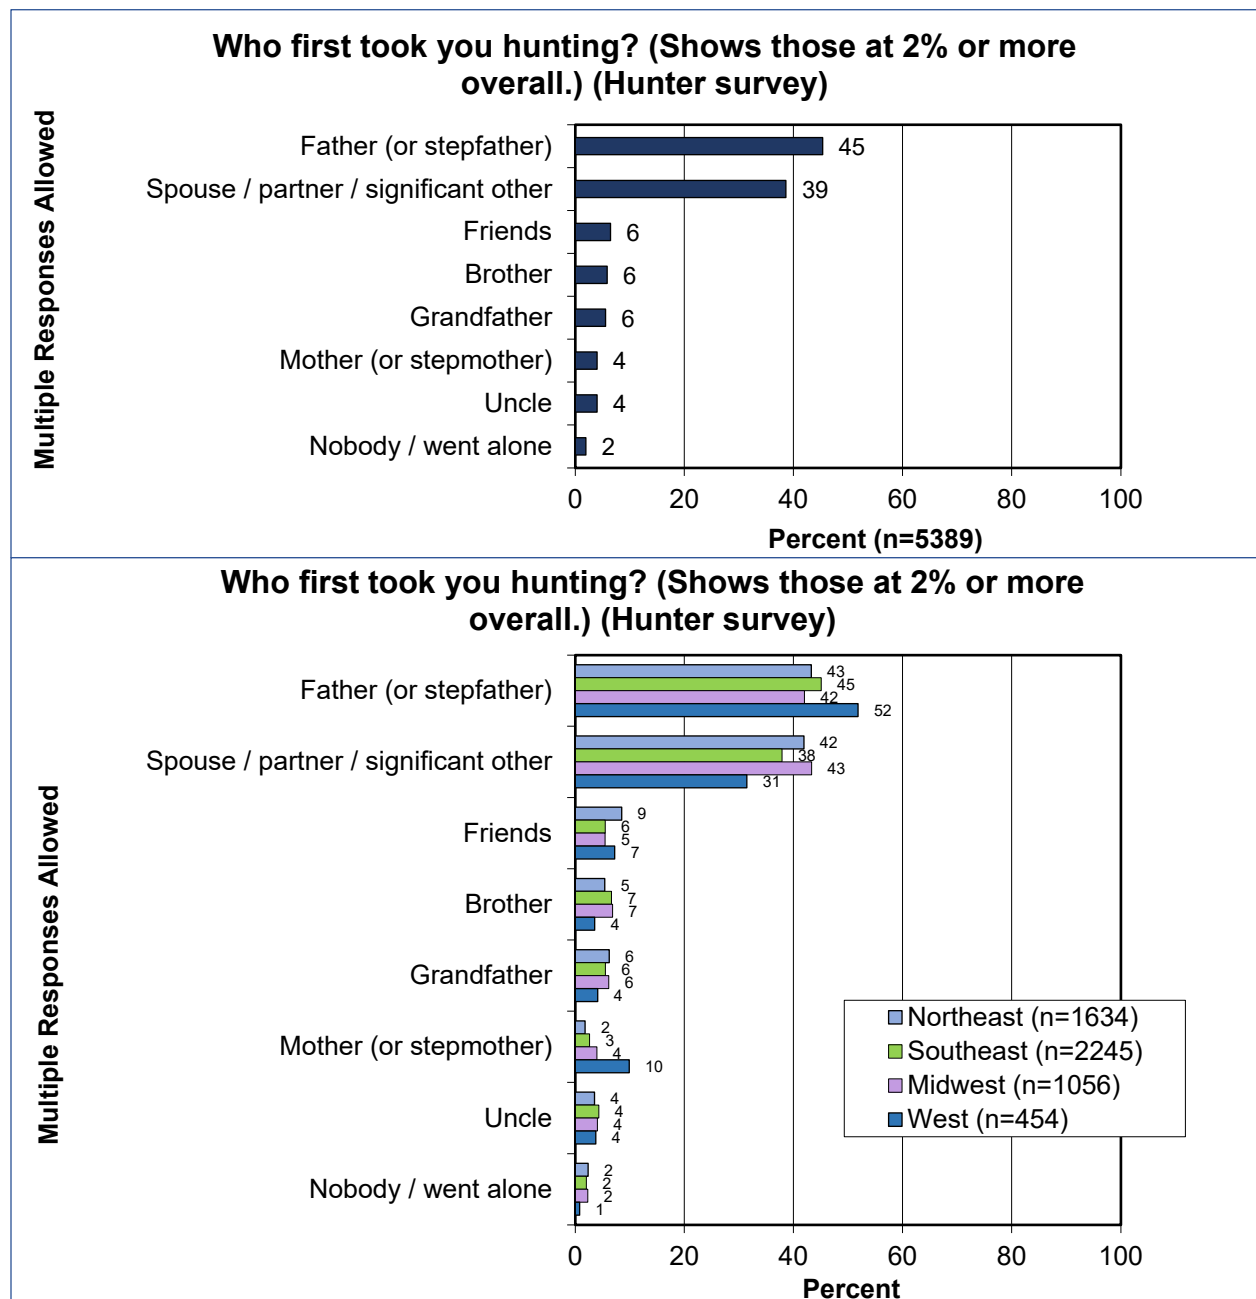 Who first took you hunting? (Shows those at 2% or more
overall.) (Hunter survey)
Multiple Responses Allowed
Father (or stepfather) 45
Spouse / partner / significant other 39
Friends 6
Brother 6
Grandfather 6
Mother (or stepmother) 4
Uncle 4
Nobody / went alone 2
0 20 40 60 80 100
Percent (n=5389)
Who first took you hunting? (Shows those at 2% or more
overall.) (Hunter survey)
Multiple Responses Allowed
Father (or stepfather)
43
45
42
52
Spouse / partner / significant other
42
38
43
31
Friends
9
6
5
7
Brother
5
7
7
4
Grandfather
6
6
6
4
Mother (or stepmother)
2
3
4
10
Uncle
4
4
4
4
Nobody / went alone
2
2
2
1
Northeast (n=1634)
Southeast (n=2245)
Midwest (n=1056)
West (n=454)
0 20 40 60 80 100
Percent